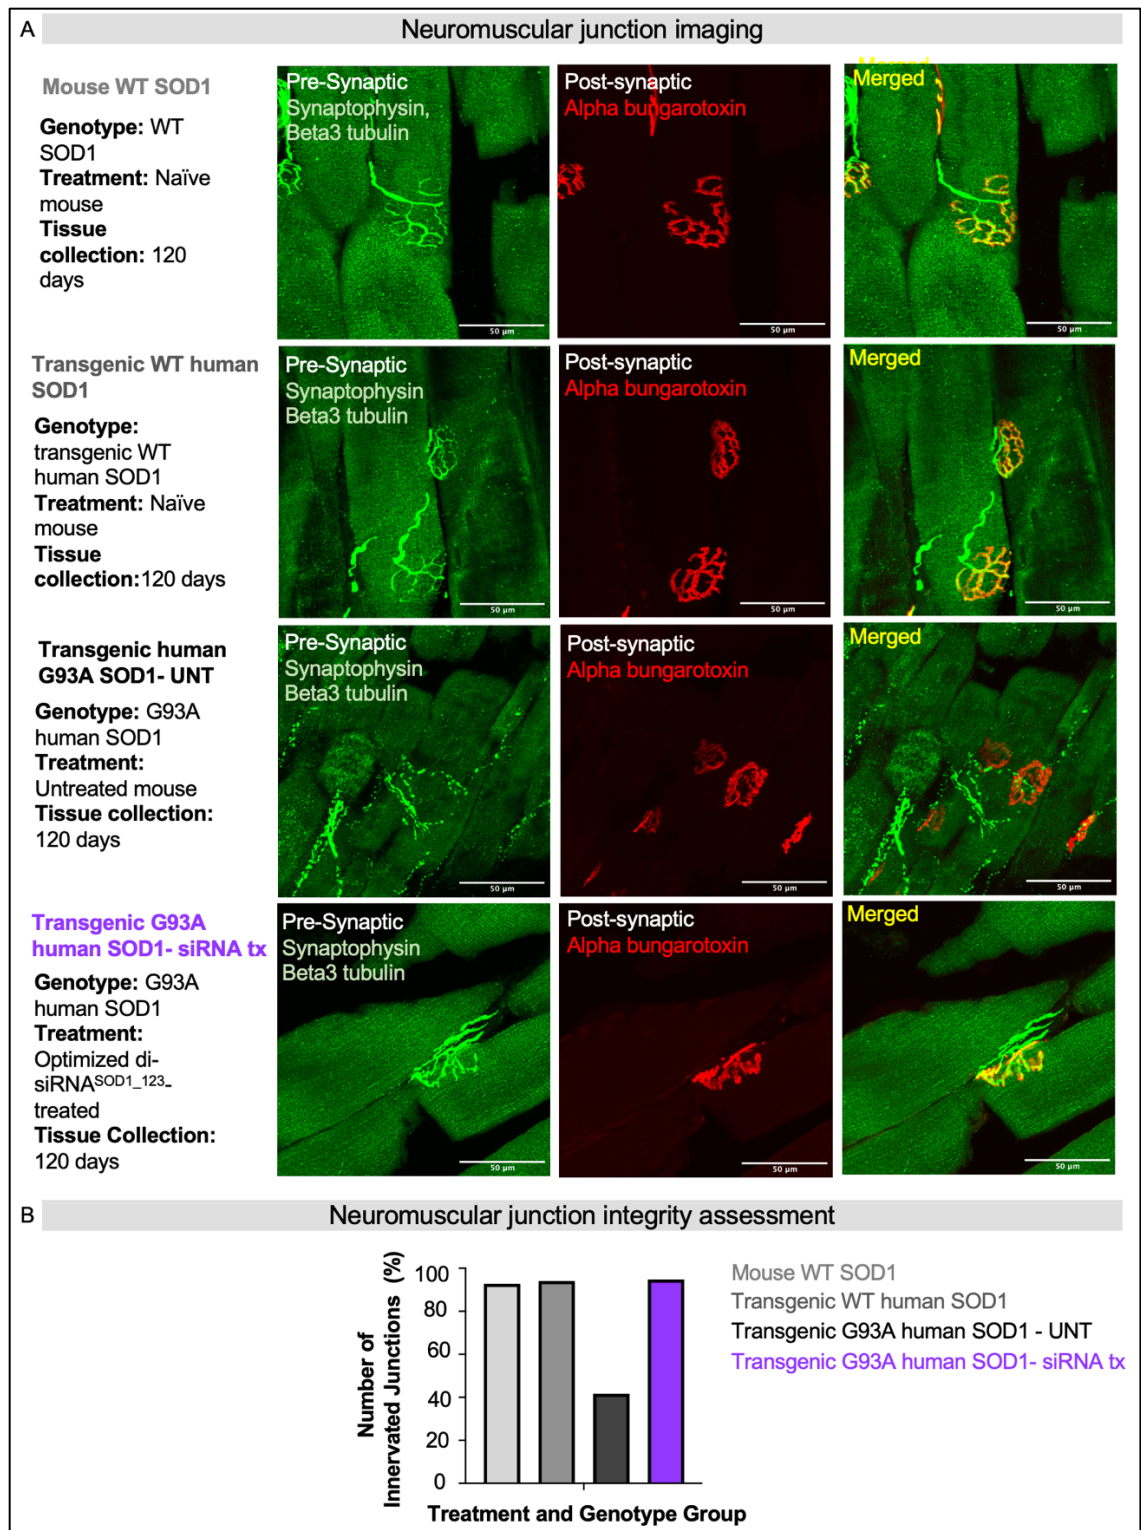 A Neuromuscular junction imaging
Mouse WT SOD1
Genotype: WT
SOD1
Treatment: Naïve
mouse
Tissue
collection: 120
days
Pre-Synaptic
Synaptophysin,
Beta3 tubulin
50 µm
Post-synaptic
Alpha bungarotoxin
50 µm
Merged
Merged
50 µm
Transgenic WT human
SOD1
Genotype:
transgenic WT
human SOD1
Treatment: Naïve
mouse
Tissue
collection:120 days
Pre-Synaptic
Synaptophysin
Beta3 tubulin
50 µm
Post-synaptic
Alpha bungarotoxin
50 µm
Merged
50 µm
Transgenic human
G93A SOD1- UNT
Genotype: G93A
human SOD1
Treatment:
Untreated mouse
Tissue collection:
120 days
Pre-Synaptic
Synaptophysin
Beta3 tubulin
50 µm
Post-synaptic
Alpha bungarotoxin
50 µm
Merged
50 µm
Transgenic G93A
human SOD1- siRNA tx
Genotype: G93A
human SOD1
Treatment:
Optimized di-
siRNASOD1_123-
treated
Tissue Collection:
120 days
Pre-Synaptic
Synaptophysin
Beta3 tubulin
50 µm
Post-synaptic
Alpha bungarotoxin
50 µm
Merged
50 µm
B Neuromuscular junction integrity assessment
Number of
Innervated Junctions (%)
100
80
60
40
20
0
Treatment and Genotype Group
Mouse WT SOD1
Transgenic WT human SOD1
Transgenic G93A human SOD1 - UNT
Transgenic G93A human SOD1- siRNA tx